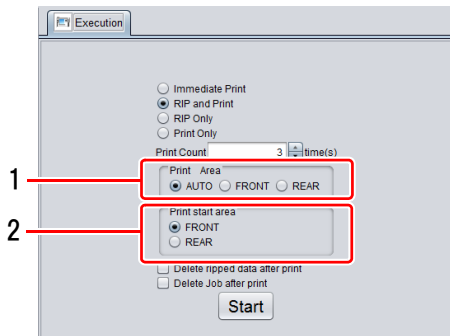 Execution
Immediate Print
RIP and Print
RIP Only
Print Only
Print Count 3 time(s)
1
Print Area
AUTO FRONT REAR
2
Print start area
FRONT
REAR
Delete ripped data after print
Delete Job after print
Start